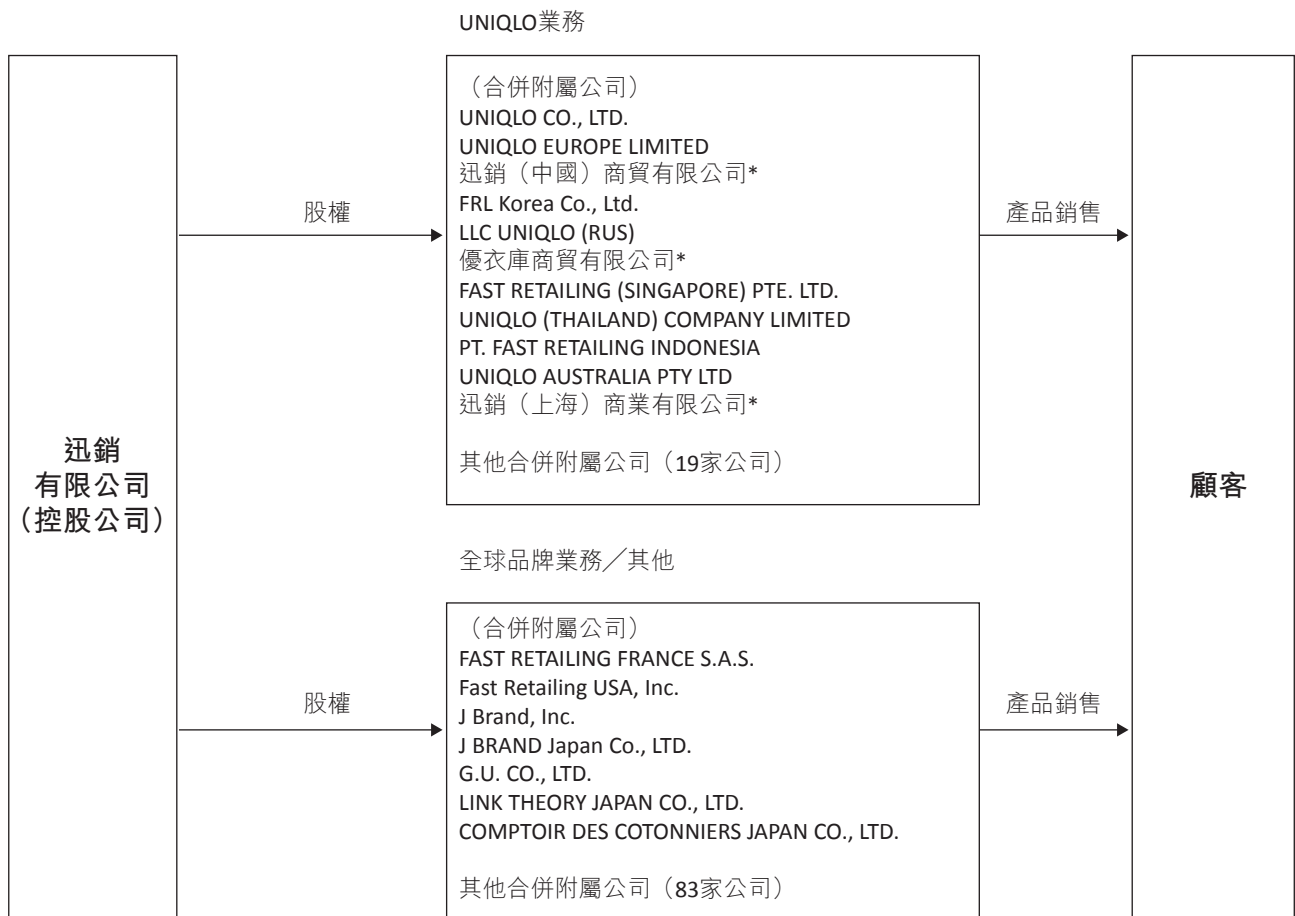 UNIQLO業務
（合併附屬公司）
UNIQLO CO., LTD.
UNIQLO EUROPE LIMITED
迅銷（中國）商貿有限公司*
FRL Korea Co., Ltd.
LLC UNIQLO (RUS)
優衣庫商貿有限公司*
FAST RETAILING (SINGAPORE) PTE. LTD.
UNIQLO (THAILAND) COMPANY LIMITED
PT. FAST RETAILING INDONESIA
UNIQLO AUSTRALIA PTY LTD
迅銷（上海）商業有限公司*
其他合併附屬公司（19家公司）
股權
產品銷售
迅銷
有限公司
（控股公司）
顧客
全球品牌業務／其他
（合併附屬公司）
FAST RETAILING FRANCE S.A.S.
Fast Retailing USA, Inc.
J Brand, Inc.
J BRAND Japan Co., LTD.
G.U. CO., LTD.
LINK THEORY JAPAN CO., LTD.
COMPTOIR DES COTONNIERS JAPAN CO., LTD.
其他合併附屬公司（83家公司）
股權
產品銷售